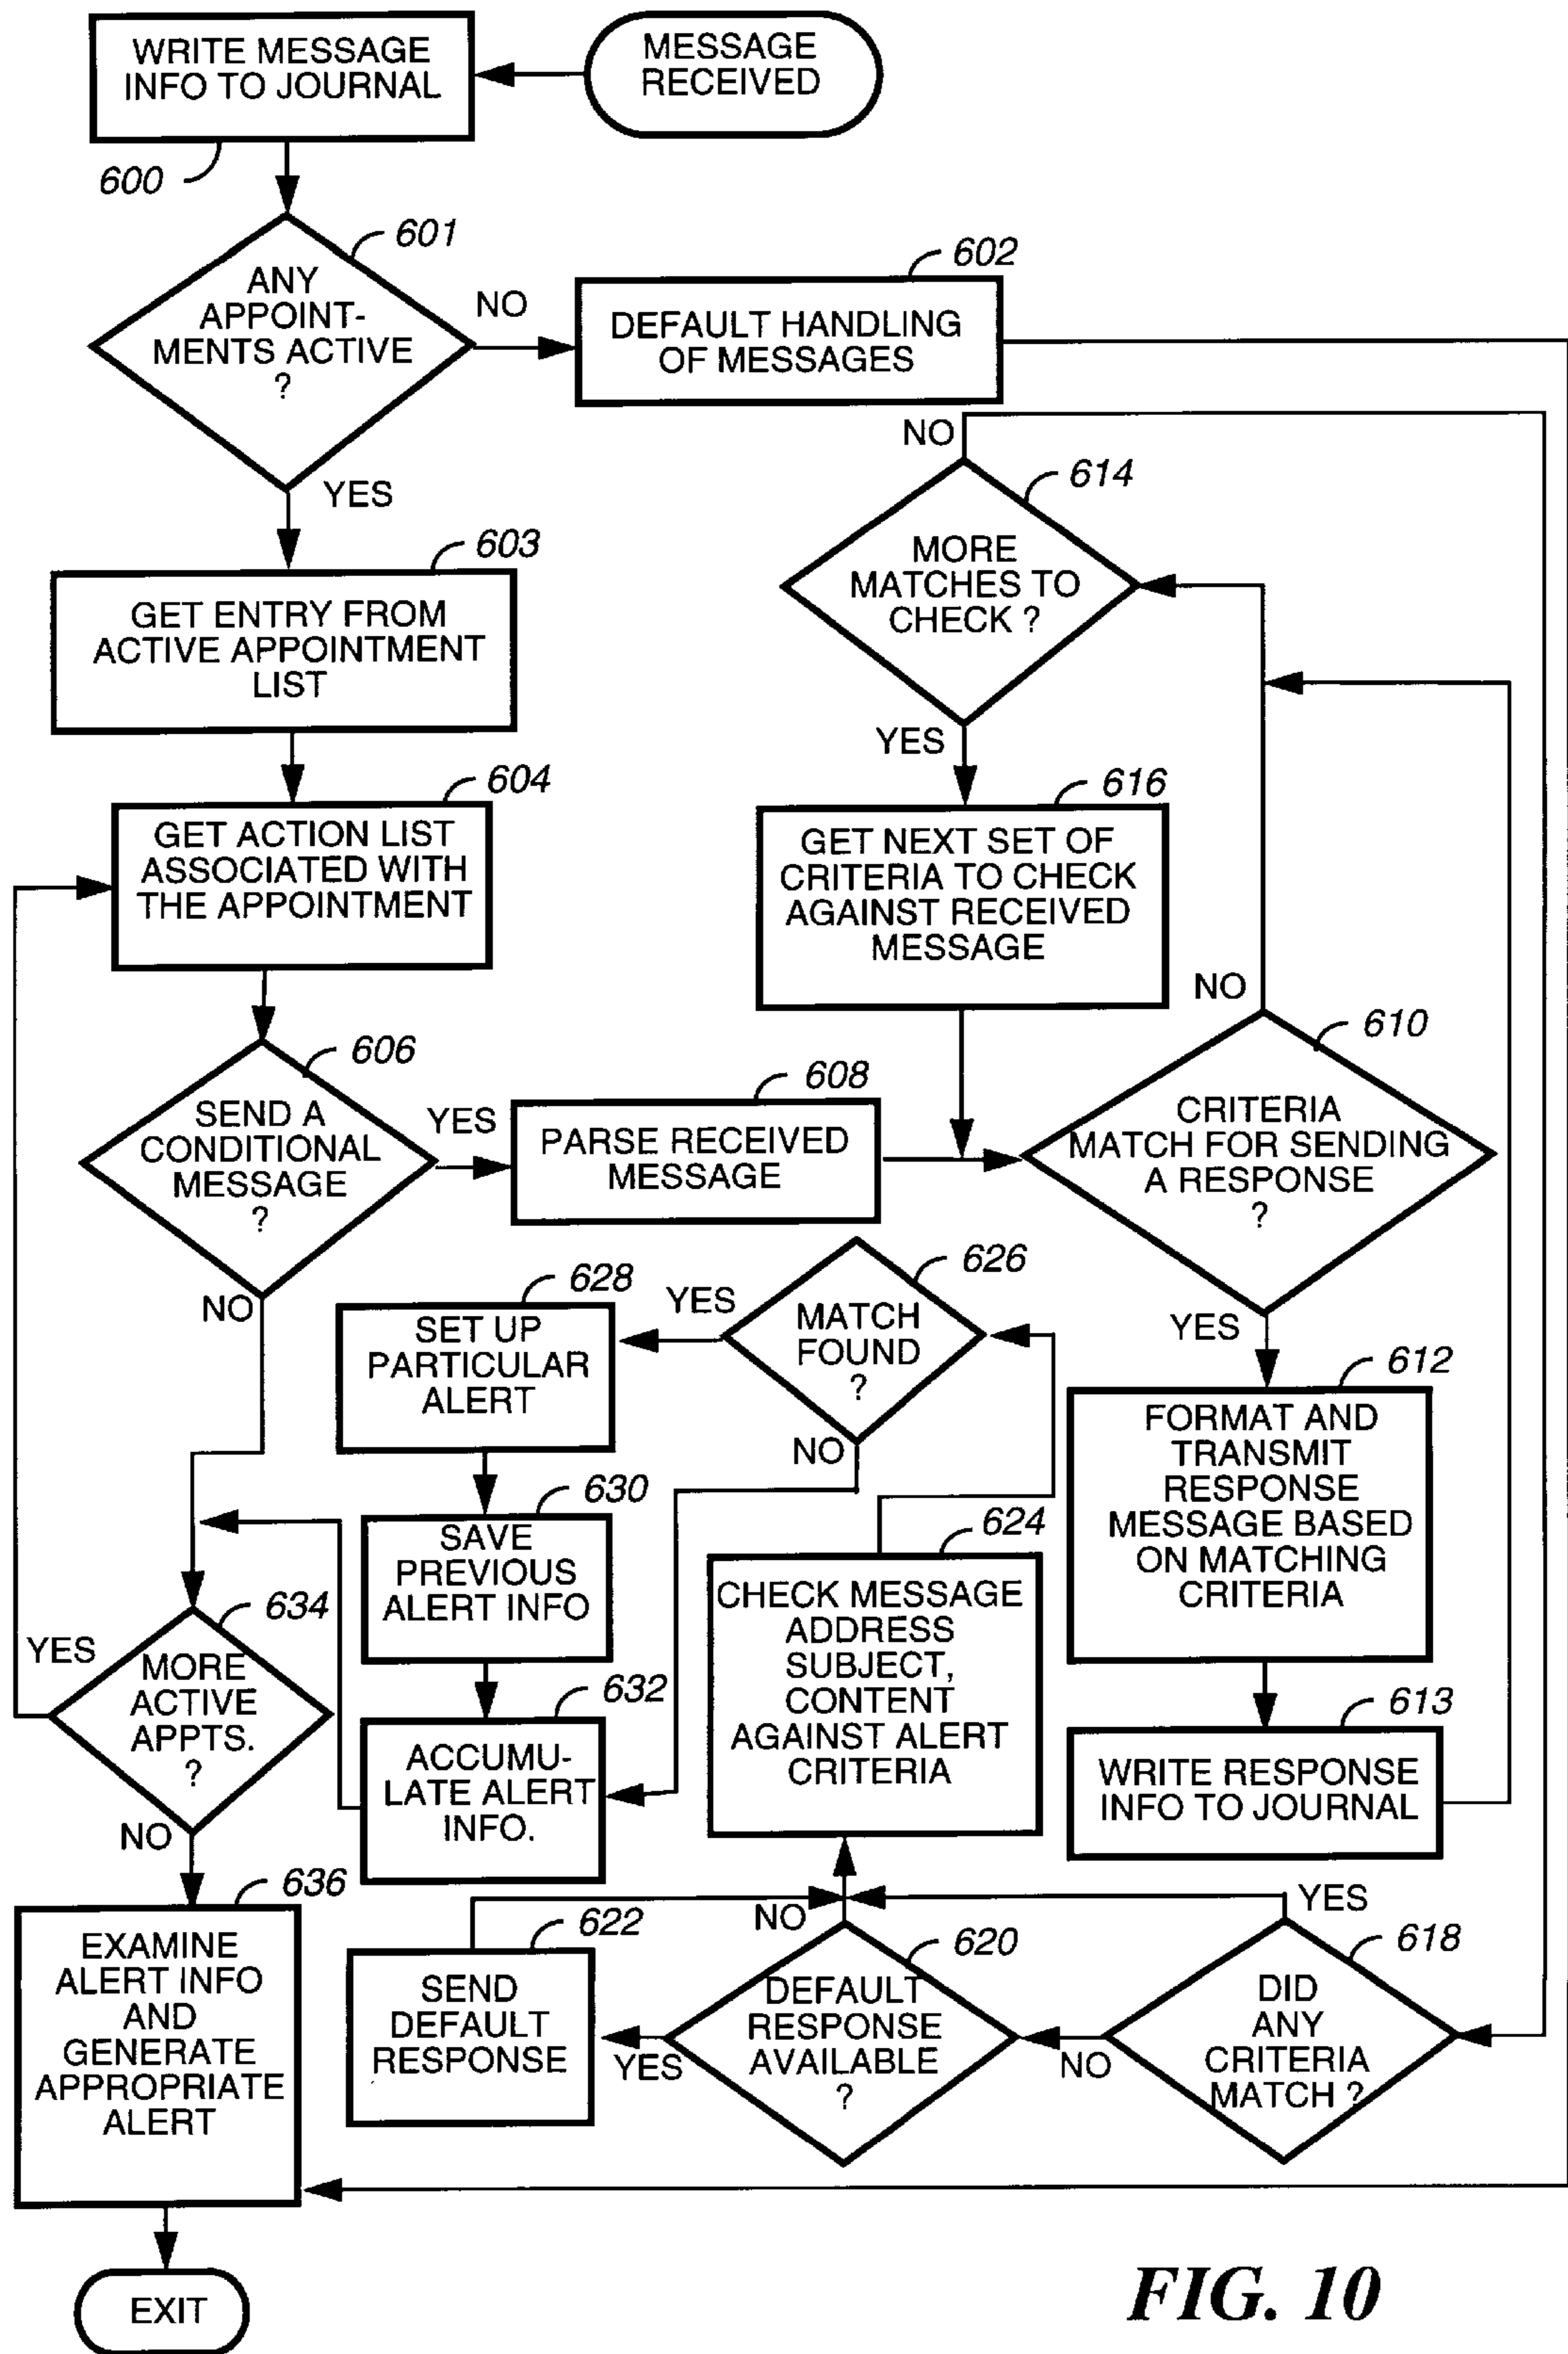 WRITE MESSAGE
INFO TO JOURNAL
MESSAGE
RECEIVED
600
601
ANY
APPOINT-
MENTS ACTIVE
?
NO
602
DEFAULT HANDLING
OF MESSAGES
YES
NO
614
MORE
MATCHES TO
CHECK ?
YES
603
GET ENTRY FROM
ACTIVE APPOINTMENT
LIST
604
GET ACTION LIST
ASSOCIATED WITH
THE APPOINTMENT
616
GET NEXT SET OF
CRITERIA TO CHECK
AGAINST RECEIVED
MESSAGE
NO
610
CRITERIA
MATCH FOR SENDING
A RESPONSE
?
YES
606
SEND A
CONDITIONAL
MESSAGE
?
YES
608
PARSE RECEIVED
MESSAGE
NO
628
SET UP
PARTICULAR
ALERT
YES
626
MATCH
FOUND
?
NO
612
FORMAT AND
TRANSMIT
RESPONSE
MESSAGE BASED
ON MATCHING
CRITERIA
630
SAVE
PREVIOUS
ALERT INFO
624
CHECK MESSAGE
ADDRESS
SUBJECT,
CONTENT
AGAINST ALERT
CRITERIA
634
YES
MORE
ACTIVE
APPTS.
?
NO
632
ACCUMU-
LATE ALERT
INFO.
613
WRITE RESPONSE
INFO TO JOURNAL
636
EXAMINE
ALERT INFO
AND
GENERATE
APPROPRIATE
ALERT
622
SEND
DEFAULT
RESPONSE
NO
620
DEFAULT
RESPONSE
AVAILABLE
?
YES
YES
618
DID
ANY
CRITERIA
MATCH ?
NO
EXIT
FIG. 10